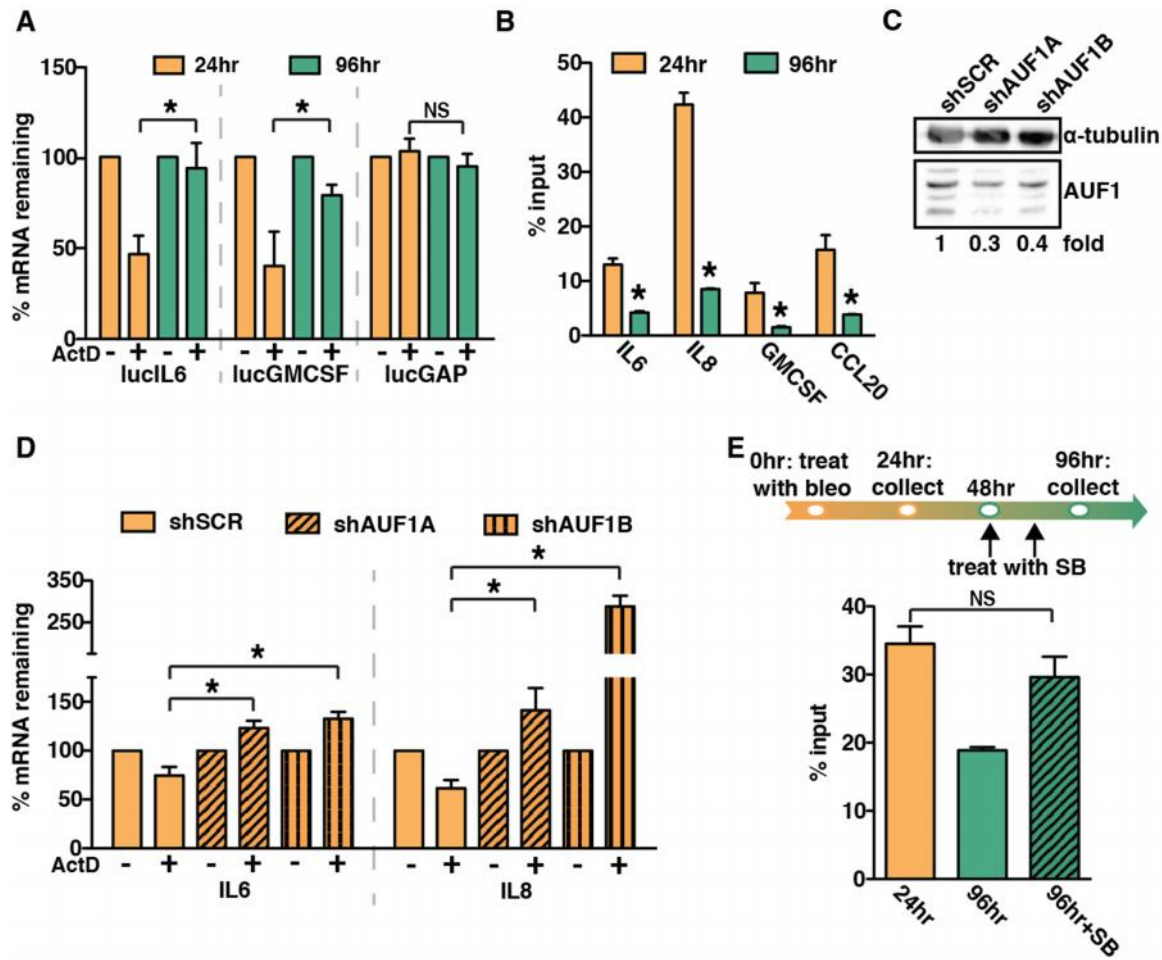 A
24hr 96hr
% mRNA remaining
150
100
50
0
* * NS
ActD - + - + - + - + - + - +
lucIL6 lucGMCSF lucGAP
B
24hr 96hr
% input
50
40
30
20
10
0
* * * *
IL6 IL8 GMCSF CCL20
C
shSCR shAUF1A shAUF1B
α-tubulin
AUF1
1 0.3 0.4 fold
D
shSCR shAUF1A shAUF1B
% mRNA remaining
350
250
150
100
50
0
* *
* *
ActD - + - + - + - + - + - +
IL6 IL8
E
0hr: treat with bleo
24hr: collect
48hr
96hr: collect
treat with SB
% input
40
30
20
10
0
NS
24hr 96hr 96hr+SB